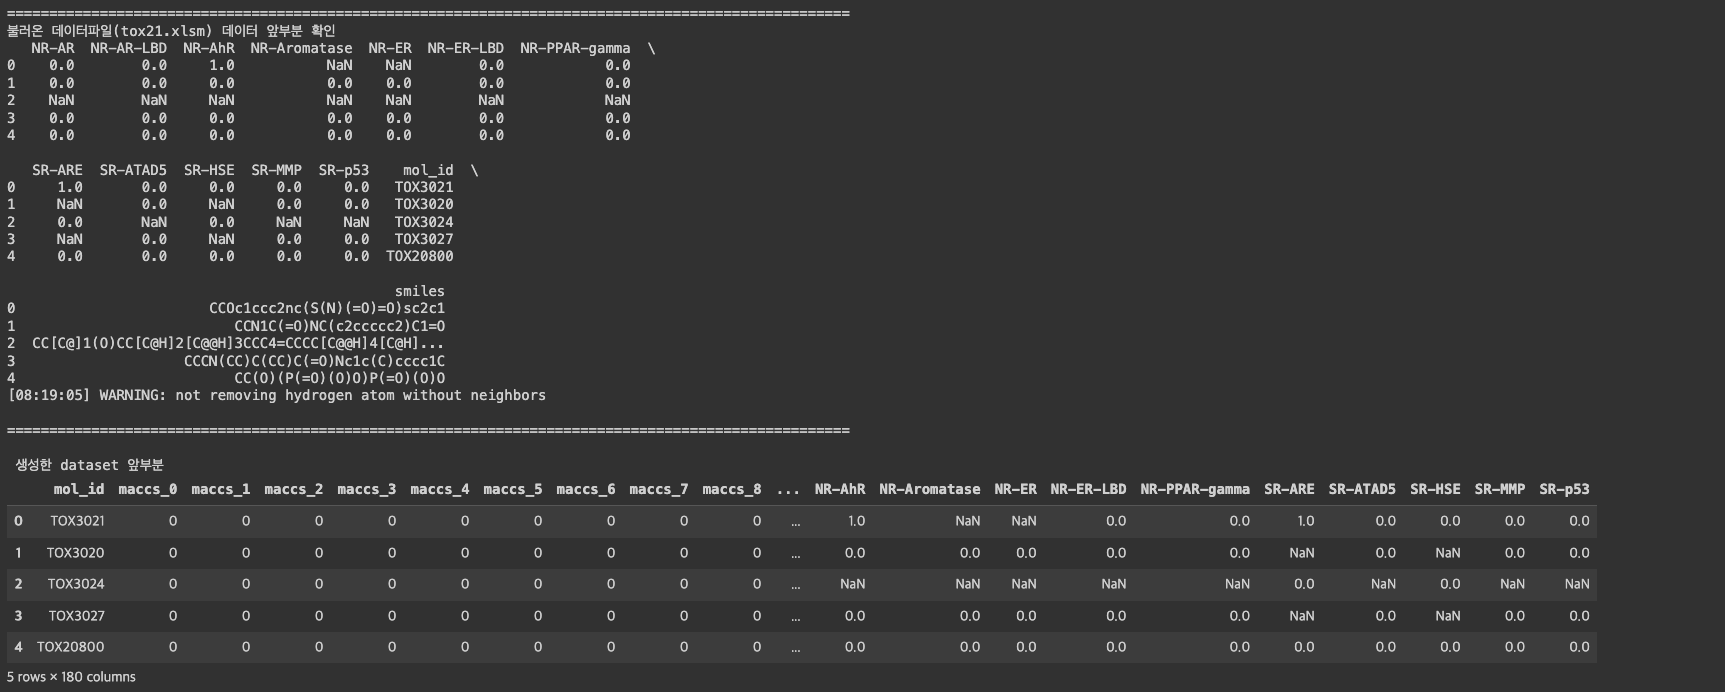 ====================================================================================================
불러온 데이터파일(tox21.xlsm) 데이터 앞부분 확인
   NR-AR  NR-AR-LBD  NR-AhR  NR-Aromatase  NR-ER  NR-ER-LBD  NR-PPAR-gamma  \
0    0.0        0.0     1.0           NaN    NaN        0.0            0.0
1    0.0        0.0     0.0           0.0    0.0        0.0            0.0
2    NaN        NaN     NaN           NaN    NaN        NaN            NaN
3    0.0        0.0     0.0           0.0    0.0        0.0            0.0
4    0.0        0.0     0.0           0.0    0.0        0.0            0.0
   SR-ARE  SR-ATAD5  SR-HSE  SR-MMP  SR-p53    mol_id  \
0     1.0       0.0     0.0     0.0     0.0   TOX3021
1     NaN       0.0     NaN     0.0     0.0   TOX3020
2     0.0       NaN     0.0     NaN     NaN   TOX3024
3     NaN       0.0     NaN     0.0     0.0   TOX3027
4     0.0       0.0     0.0     0.0     0.0  TOX20800
smiles
0 CCOc1ccc2nc(S(N)(=O)=O)sc2c1
1 CCN1C(=O)NC(c2ccccc2)C1=O
2 CC[C@]1(O)CC[C@H]2[C@@H]3CCC4=CCCC[C@@H]4[C@H]...
3 CCCN(CC)C(CC)C(=O)Nc1c(C)cccc1C
4 CC(O)(P(=O)(O)O)P(=O)(O)O
[08:19:05] WARNING: not removing hydrogen atom without neighbors
====================================================================================================
생성한 dataset 앞부분
mol_id maccs_0 maccs_1 maccs_2 maccs_3 maccs_4 maccs_5 maccs_6 maccs_7 maccs_8 ... NR-AhR NR-Aromatase NR-ER NR-ER-LBD NR-PPAR-gamma SR-ARE SR-ATAD5 SR-HSE SR-MMP SR-p53
0 TOX3021 0 0 0 0 0 0 0 0 0 ... 1.0 NaN NaN 0.0 0.0 1.0 0.0 0.0 0.0 0.0
1 TOX3020 0 0 0 0 0 0 0 0 0 ... 0.0 0.0 0.0 0.0 0.0 NaN 0.0 NaN 0.0 0.0
2 TOX3024 0 0 0 0 0 0 0 0 0 ... NaN NaN NaN NaN NaN 0.0 NaN 0.0 NaN NaN
3 TOX3027 0 0 0 0 0 0 0 0 0 ... 0.0 0.0 0.0 0.0 0.0 NaN 0.0 NaN 0.0 0.0
4 TOX20800 0 0 0 0 0 0 0 0 0 ... 0.0 0.0 0.0 0.0 0.0 0.0 0.0 0.0 0.0 0.0
5 rows × 180 columns